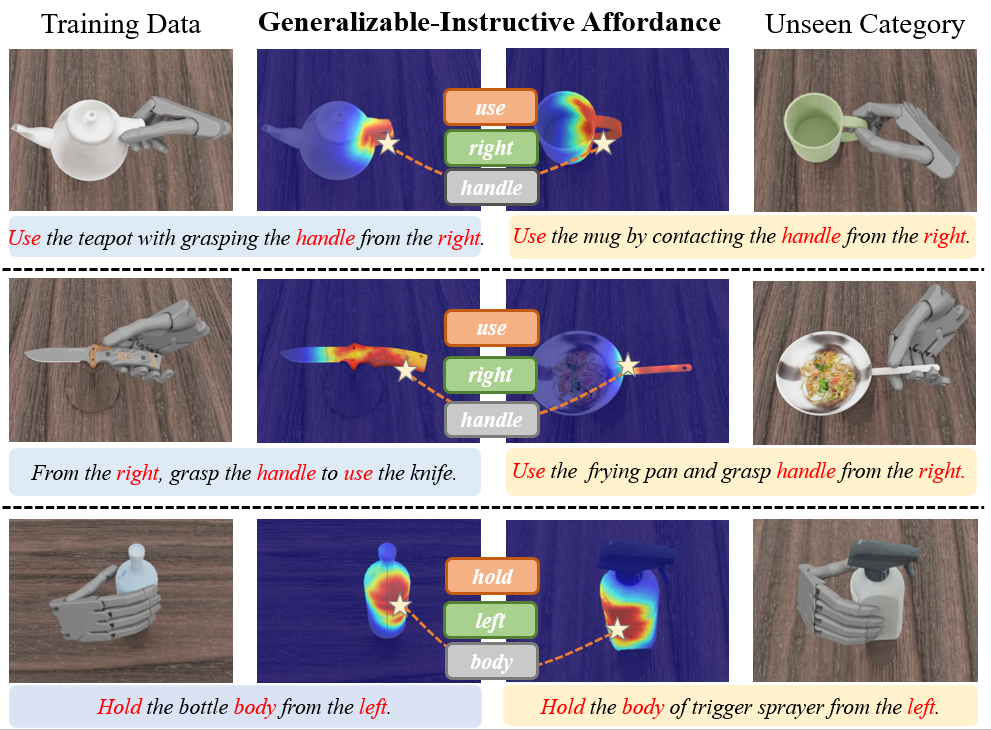 Training Data
Generalizable-Instructive Affordance
Unseen Category
use
right
handle
Use the teapot with grasping the handle from the right.
Use the mug by contacting the handle from the right.
use
right
handle
From the right, grasp the handle to use the knife.
Use the frying pan and grasp handle from the right.
hold
left
body
Hold the bottle body from the left.
Hold the body of trigger sprayer from the left.